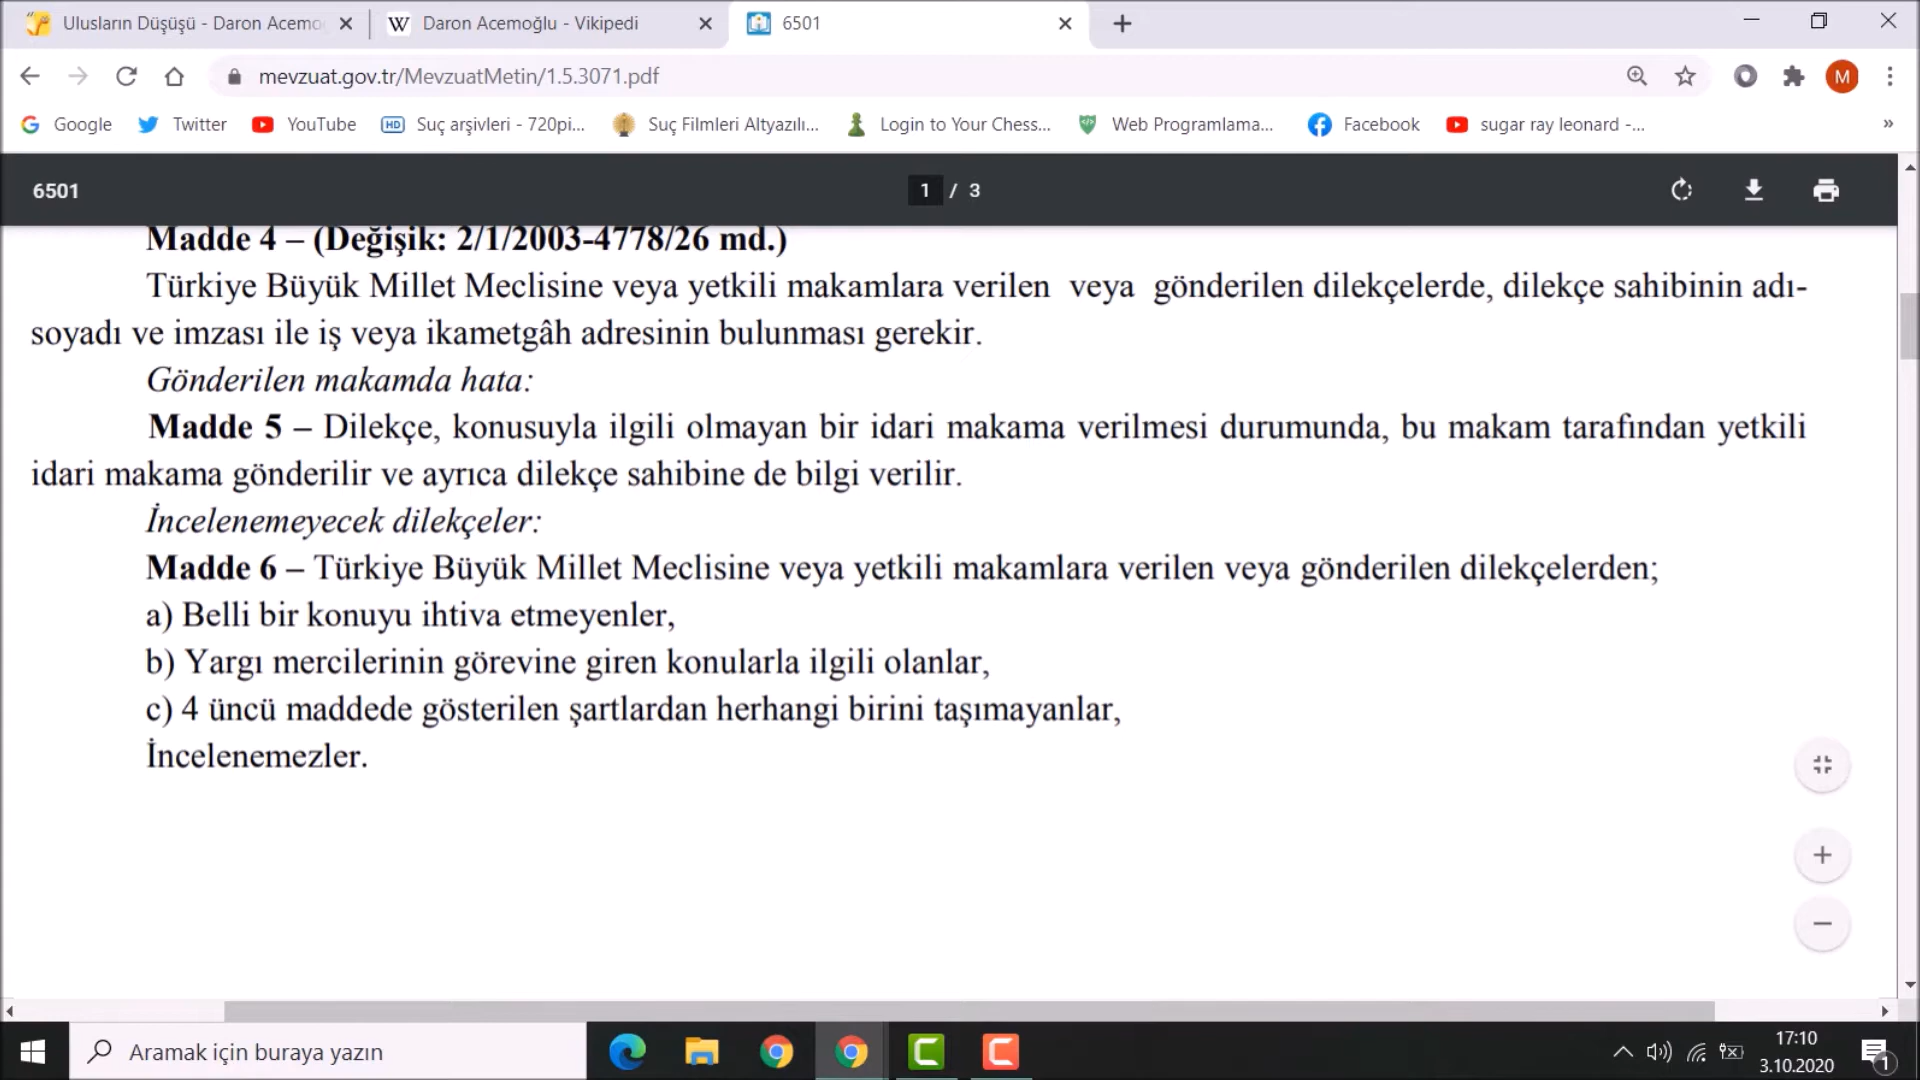 Ulusların Düşüşü - Daron Acemo
Daron Acemoğlu - Vikipedi
6501
mevzuat.gov.tr/MevzuatMetin/1.5.3071.pdf
M
Google
Twitter
YouTube
Suç arşivleri - 720pi...
Suç Filmleri Altyazılı...
Login to Your Chess...
Web Programlama...
Facebook
sugar ray leonard -...
6501
1 / 3
Madde 4 – (Değişik: 2/1/2003-4778/26 md.)
Türkiye Büyük Millet Meclisine veya yetkili makamlara verilen veya gönderilen dilekçelerde, dilekçe sahibinin adı-
soyadı ve imzası ile iş veya ikametgâh adresinin bulunması gerekir.
Gönderilen makamda hata:
Madde 5 – Dilekçe, konusuyla ilgili olmayan bir idari makama verilmesi durumunda, bu makam tarafından yetkili
idari makama gönderilir ve ayrıca dilekçe sahibine de bilgi verilir.
İncelenemeyecek dilekçeler:
Madde 6 – Türkiye Büyük Millet Meclisine veya yetkili makamlara verilen veya gönderilen dilekçelerden;
a) Belli bir konuyu ihtiva etmeyenler,
b) Yargı mercilerinin görevine giren konularla ilgili olanlar,
c) 4 üncü maddede gösterilen şartlardan herhangi birini taşımayanlar,
İncelenemezler.
Aramak için buraya yazın
17:10
3.10.2020
1